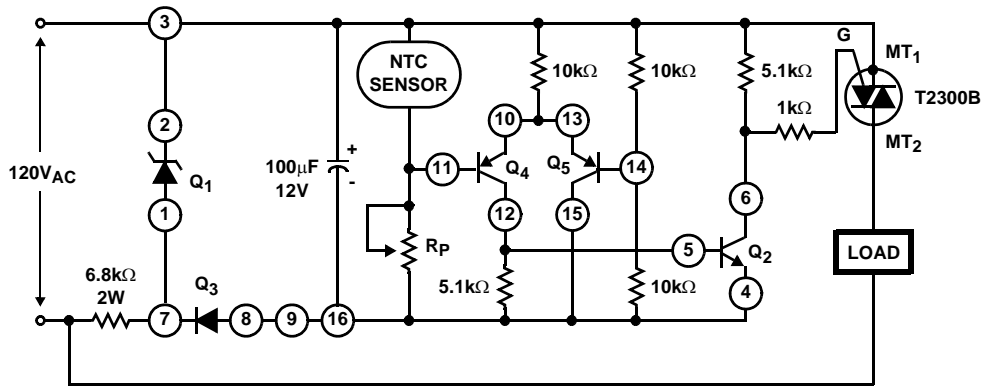 3
NTC
SENSOR
10kΩ
10kΩ
5.1kΩ
G
MT1
T2300B
MT2
1kΩ
2
Q1
120VAC
1
+
100μF
12V
-
10
13
11
Q4
Q5
14
12
15
6
RP
5
Q2
LOAD
6.8kΩ
2W
Q3
5.1kΩ
10kΩ
4
7
8
9
16